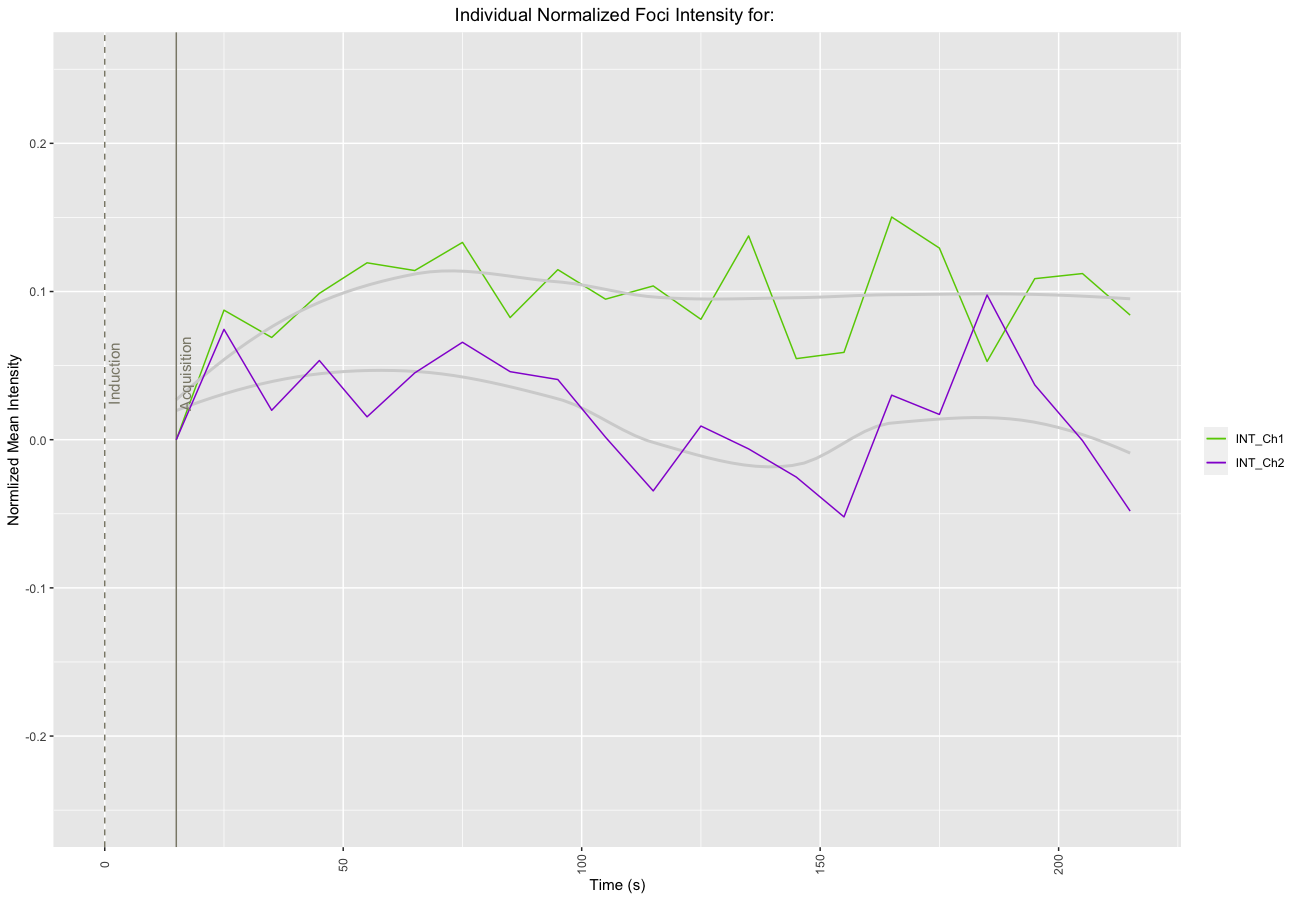 Individual Normalized Foci Intensity for:
Normlized Mean Intensity
0.2
0.1
0.0
-0.1
-0.2
Induction
Acquisition
INT_Ch1
INT_Ch2
0
50
100
150
200
Time (s)